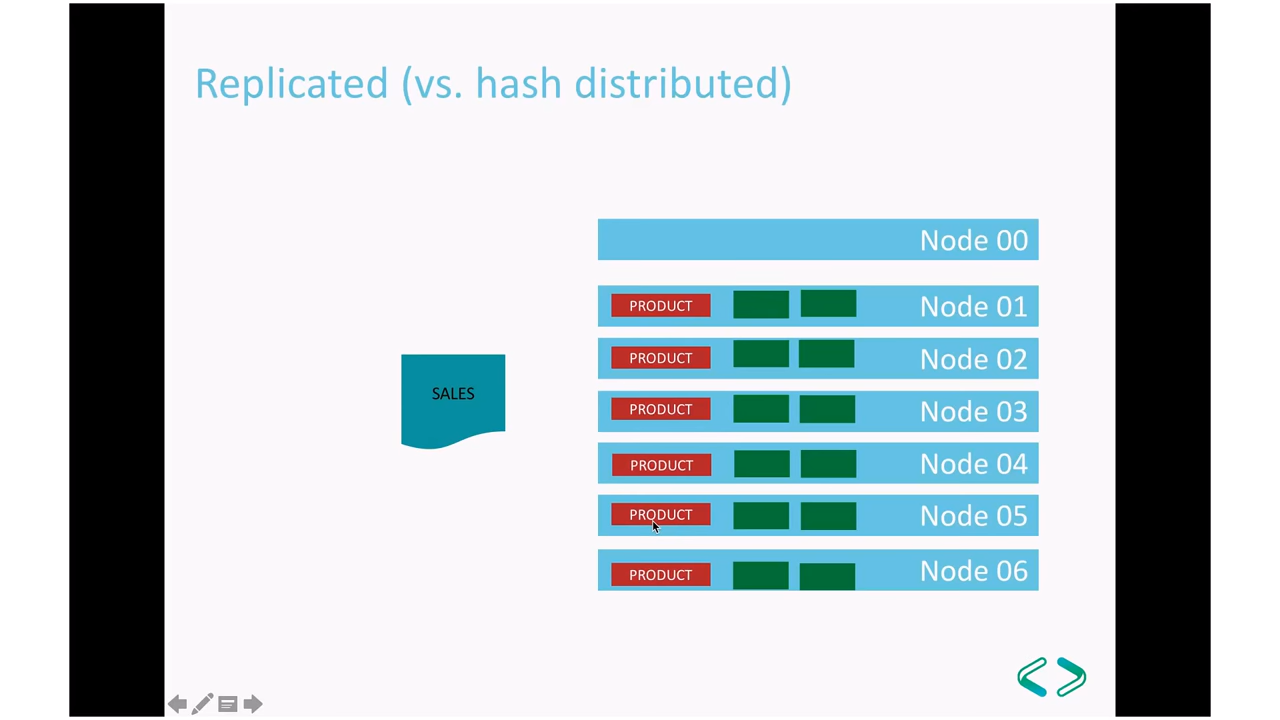 Replicated (vs. hash distributed)
Node 00
PRODUCT Node 01
PRODUCT Node 02
SALES
PRODUCT Node 03
PRODUCT Node 04
PRODUCT Node 05
PRODUCT Node 06